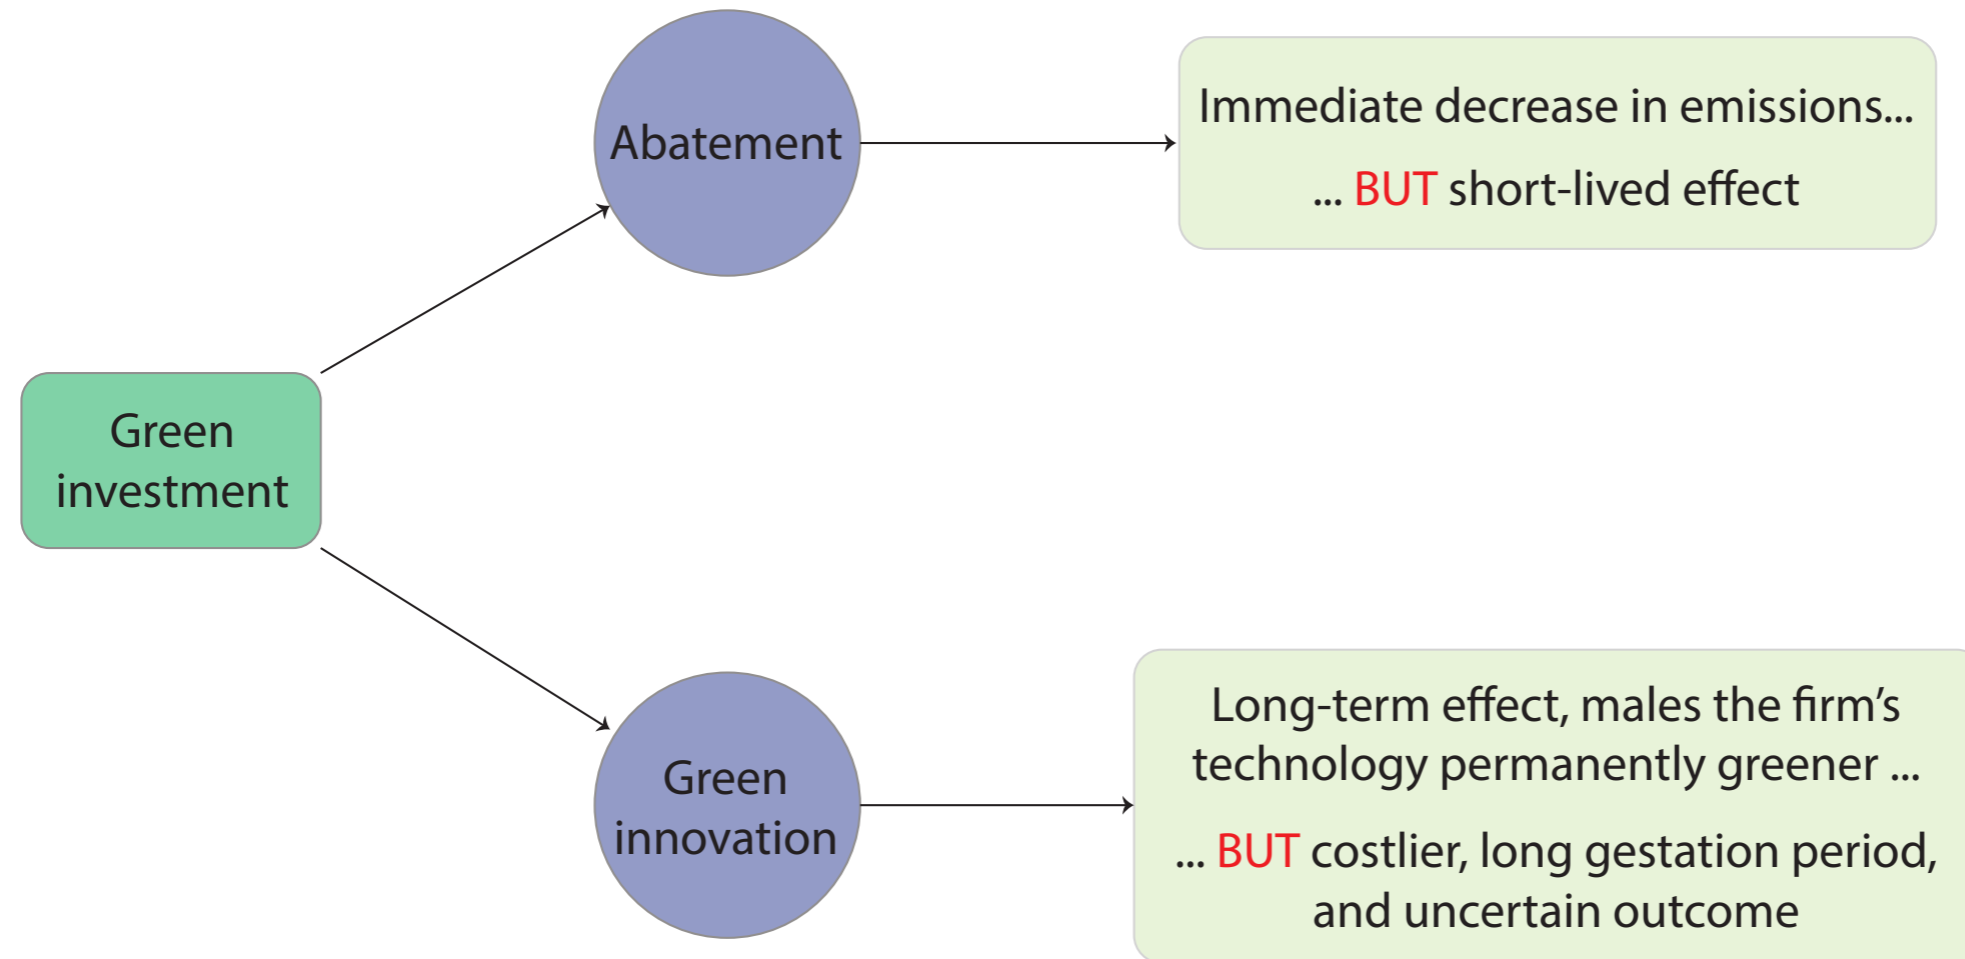 Abatement
Immediate decrease in emissions...
... BUT short-lived effect
Green
investment
Green
innovation
Long-term effect, males the firm’s
technology permanently greener ...
... BUT costlier, long gestation period,
and uncertain outcome